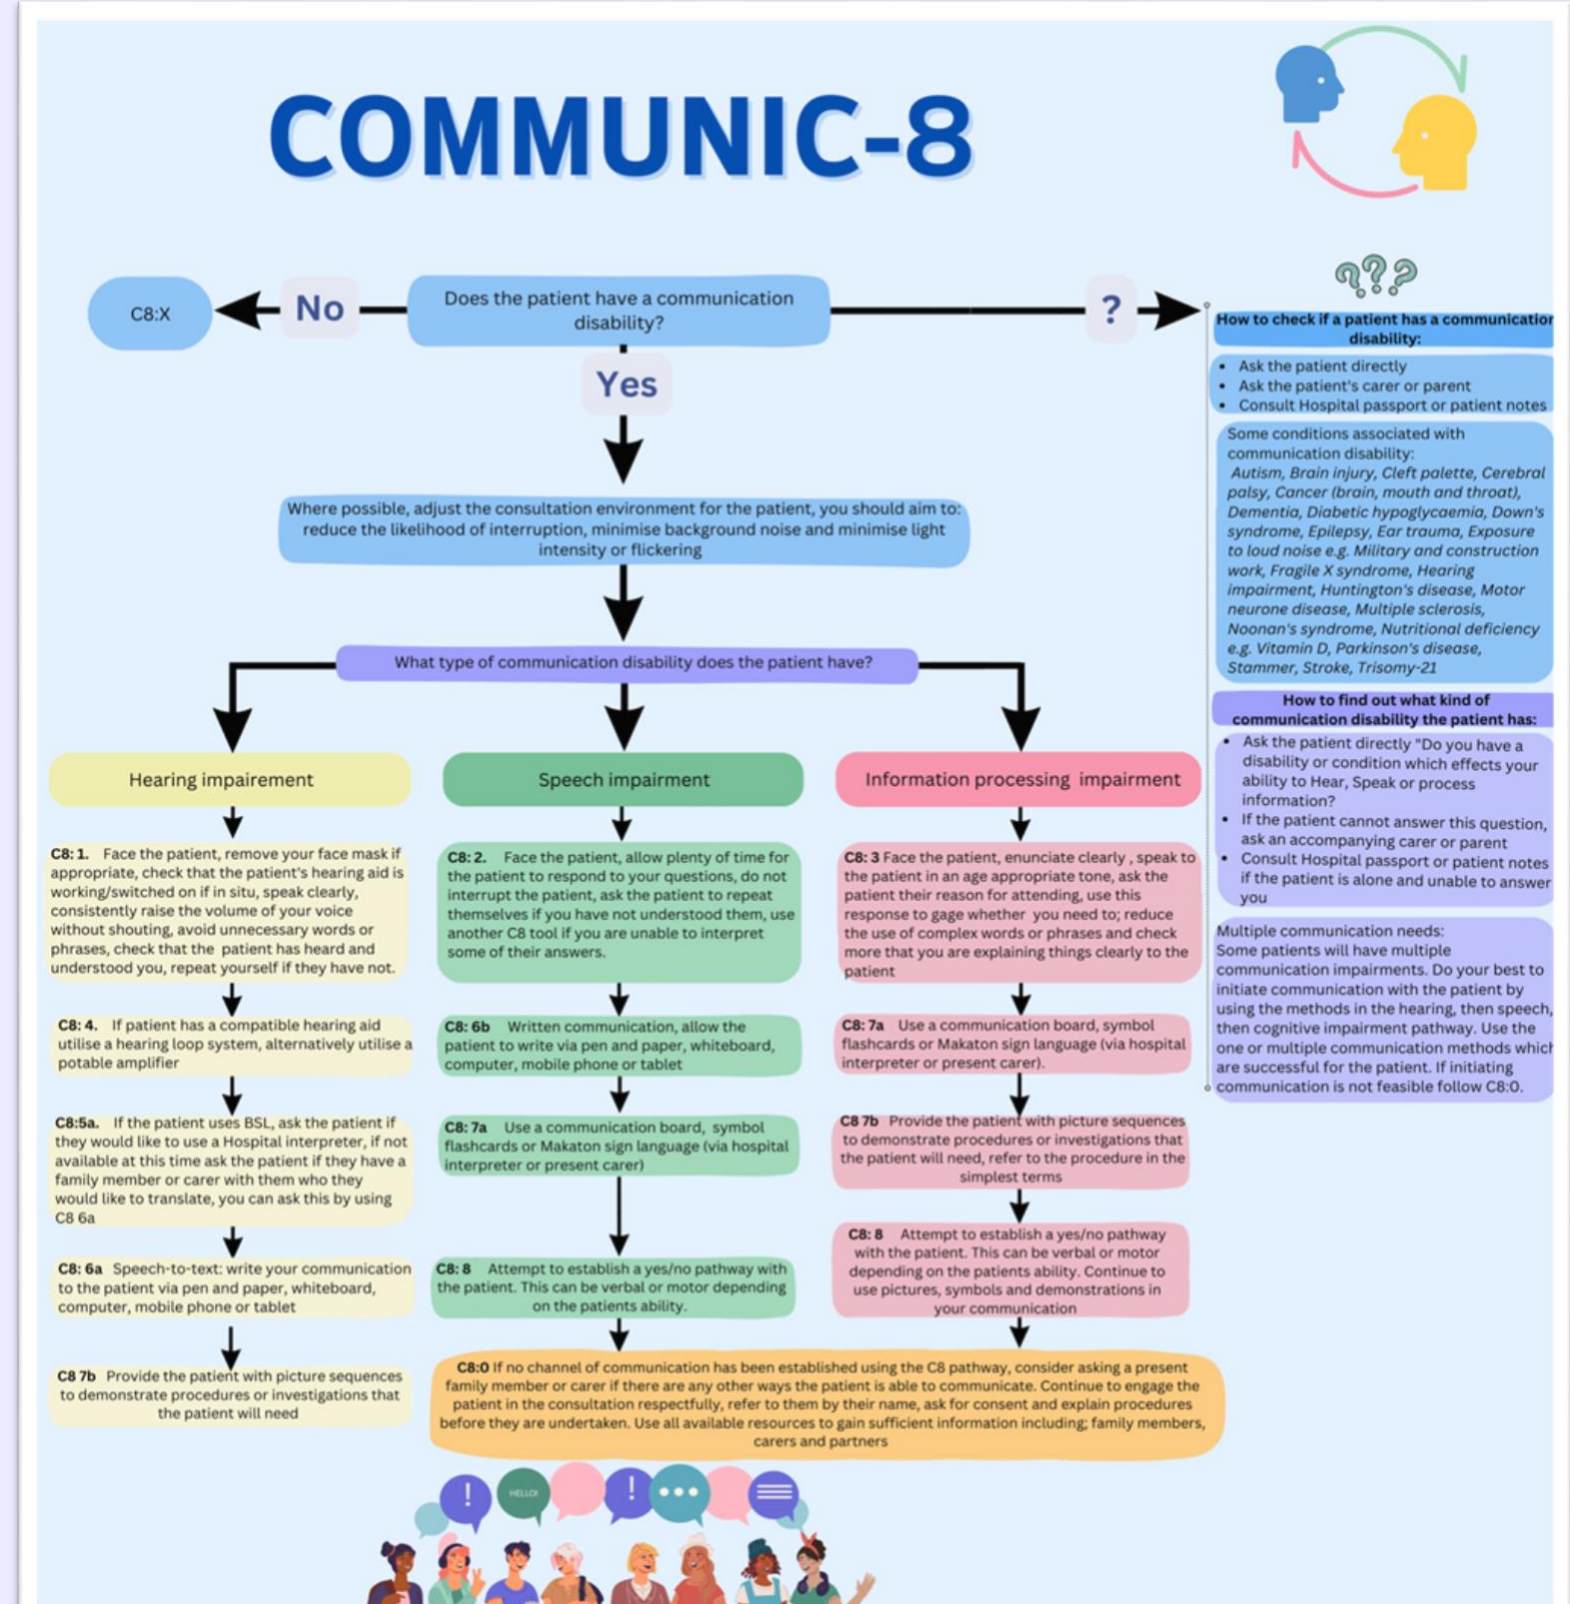 COMMUNIC-8
C8:X
No
Does the patient have a communication
disability?
?
Yes
Where possible, adjust the consultation environment for the patient, you should aim to:
reduce the likelihood of interruption, minimise background noise and minimise light
intensity or flickering
What type of communication disability does the patient have?
Hearing impairement
C8: 1. Face the patient, remove your face mask if
appropriate, check that the patient's hearing aid is
working/switched on if in situ, speak clearly,
consistently raise the volume of your voice
without shouting, avoid unnecessary words or
phrases, check that the patient has heard and
understood you, repeat yourself if they have not.
C8: 4. If patient has a compatible hearing aid
utilise a hearing loop system, alternatively utilise a
potable amplifier
C8:5a. If the patient uses BSL, ask the patient if
they would like to use a Hospital interpreter, if not
available at this time ask the patient if they have a
family member or carer with them who they
would like to translate, you can ask this by using
C8 6a
C8: 6a Speech-to-text: write your communication
to the patient via pen and paper, whiteboard,
computer, mobile phone or tablet
C8 7b Provide the patient with picture sequences
to demonstrate procedures or investigations that
the patient will need
Speech impairment
C8: 2. Face the patient, allow plenty of time for
the patient to respond to your questions, do not
interrupt the patient, ask the patient to repeat
themselves if you have not understood them, use
another C8 tool if you are unable to interpret
some of their answers.
C8: 6b Written communication, allow the
patient to write via pen and paper, whiteboard,
computer, mobile phone or tablet
C8: 7a Use a communication board, symbol
flashcards or Makaton sign language (via hospital
interpreter or present carer)
C8: 8 Attempt to establish a yes/no pathway with
the patient. This can be verbal or motor depending
on the patients ability.
Information processing impairment
C8: 3 Face the patient, enunciate clearly , speak to
the patient in an age appropriate tone, ask the
patient their reason for attending, use this
response to gage whether you need to; reduce
the use of complex words or phrases and check
more that you are explaining things clearly to the
patient
C8: 7a Use a communication board, symbol
flashcards or Makaton sign language (via hospital
interpreter or present carer).
C8 7b Provide the patient with picture sequences
to demonstrate procedures or investigations that
the patient will need, refer to the procedure in the
simplest terms
C8: 8 Attempt to establish a yes/no pathway
with the patient. This can be verbal or motor
depending on the patients ability. Continue to
use pictures, symbols and demonstrations in
your communication
C8:0 If no channel of communication has been established using the C8 pathway, consider asking a present
family member or carer if there are any other ways the patient is able to communicate. Continue to engage the
patient in the consultation respectfully, refer to them by their name, ask for consent and explain procedures
before they are undertaken. Use all available resources to gain sufficient information including; family members,
carers and partners
???
How to check if a patient has a communication
disability:
• Ask the patient directly
• Ask the patient's carer or parent
• Consult Hospital passport or patient notes
Some conditions associated with
communication disability:
Autism, Brain injury, Cleft palette, Cerebral
palsy, Cancer (brain, mouth and throat),
Dementia, Diabetic hypoglycaemia, Down's
syndrome, Epilepsy, Ear trauma, Exposure
to loud noise e.g. Military and construction
work, Fragile X syndrome, Hearing
impairment, Huntington's disease, Motor
neurone disease, Multiple sclerosis,
Noonan's syndrome, Nutritional deficiency
e.g. Vitamin D, Parkinson's disease,
Stammer, Stroke, Trisomy-21
How to find out what kind of
communication disability the patient has:
• Ask the patient directly "Do you have a
disability or condition which effects your
ability to Hear, Speak or process
information?
• If the patient cannot answer this question,
ask an accompanying carer or parent
• Consult Hospital passport or patient notes
if the patient is alone and unable to answer
you
Multiple communication needs:
Some patients will have multiple
communication impairments. Do your best to
initiate communication with the patient by
using the methods in the hearing, then speech,
then cognitive impairment pathway. Use the
one or multiple communication methods which
are successful for the patient. If initiating
communication is not feasible follow C8:0.
!
HELLO!
!